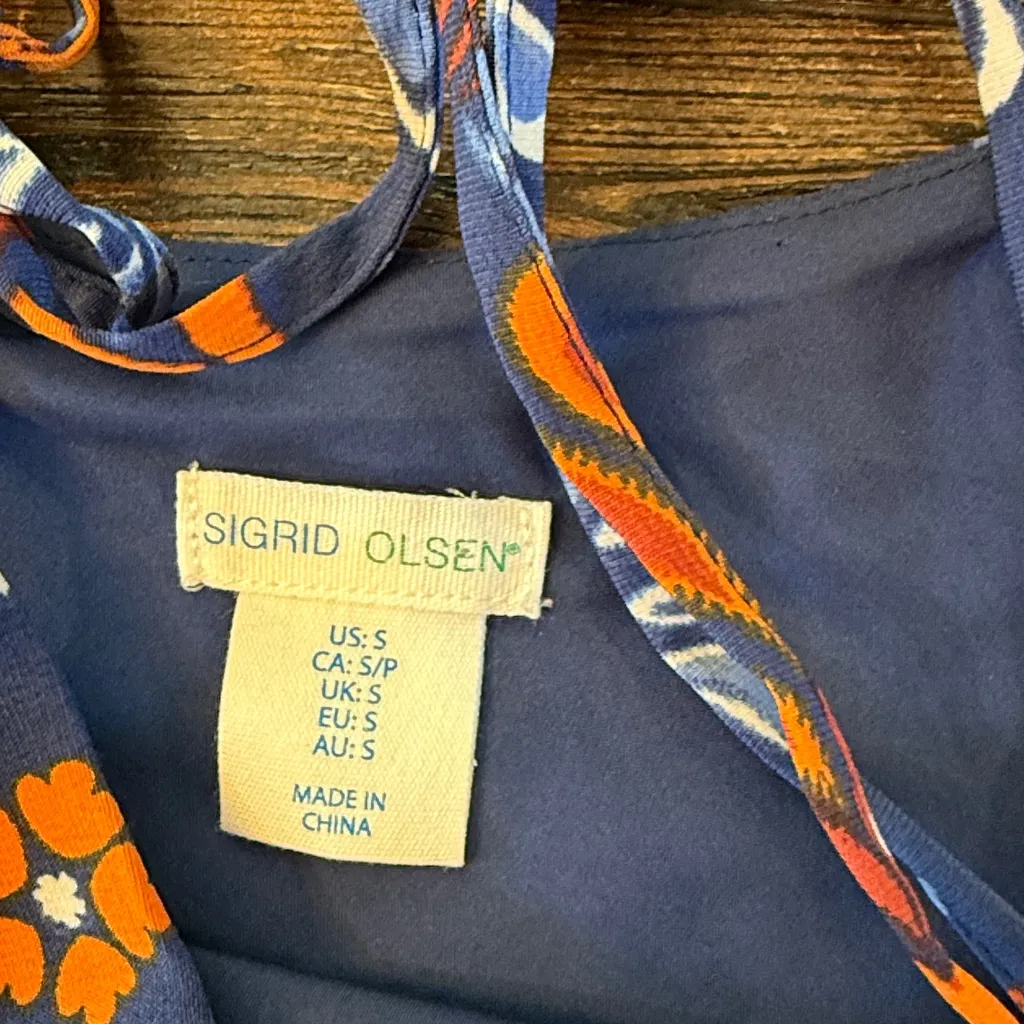 SIGRID OLSEN®
US: S
CA: S/P
UK: S
EU: S
AU: S
MADE IN
CHINA